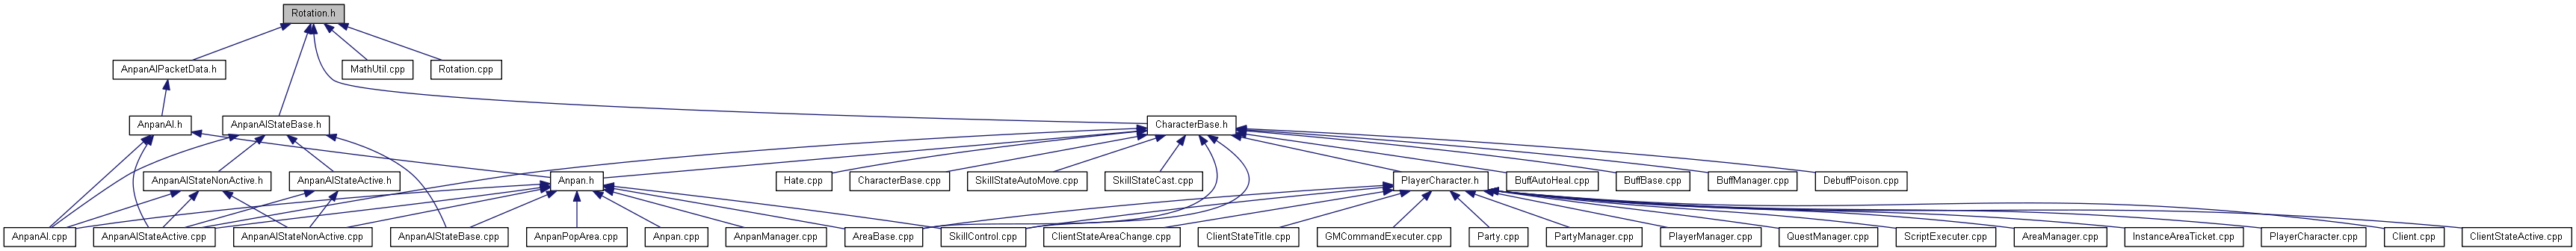 Rotation.h
AnpanAIPacketData.h
MathUtil.cpp
Rotation.cpp
AnpanAI.h
AnpanAIStateBase.h
CharacterBase.h
AnpanAIStateNonActive.h
AnpanAIStateActive.h
Anpan.h
Hate.cpp
CharacterBase.cpp
SkillStateAutoMove.cpp
SkillStateCast.cpp
PlayerCharacter.h
BuffAutoHeal.cpp
BuffBase.cpp
BuffManager.cpp
DebuffPoison.cpp
AnpanAI.cpp
AnpanAIStateActive.cpp
AnpanAIStateNonActive.cpp
AnpanAIStateBase.cpp
AnpanPopArea.cpp
Anpan.cpp
AnpanManager.cpp
AreaBase.cpp
SkillControl.cpp
ClientStateAreaChange.cpp
ClientStateTitle.cpp
GMCommandExecuter.cpp
Party.cpp
PartyManager.cpp
PlayerManager.cpp
QuestManager.cpp
ScriptExecuter.cpp
AreaManager.cpp
InstanceAreaTicket.cpp
PlayerCharacter.cpp
Client.cpp
ClientStateActive.cpp